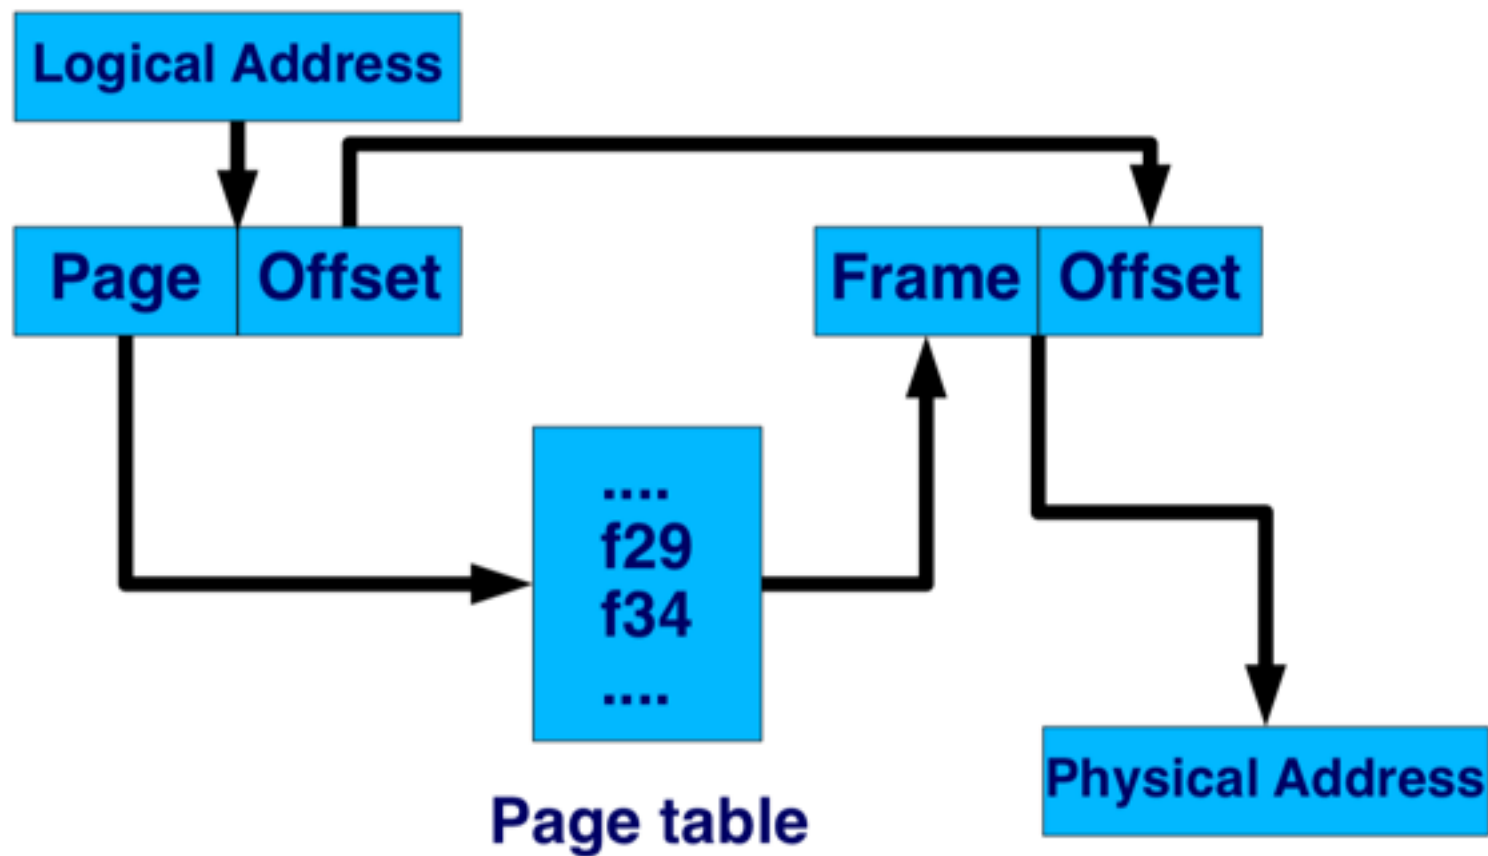 Logical Address
Page Offset
Frame Offset
....
f29
f34
....
Page table
Physical Address